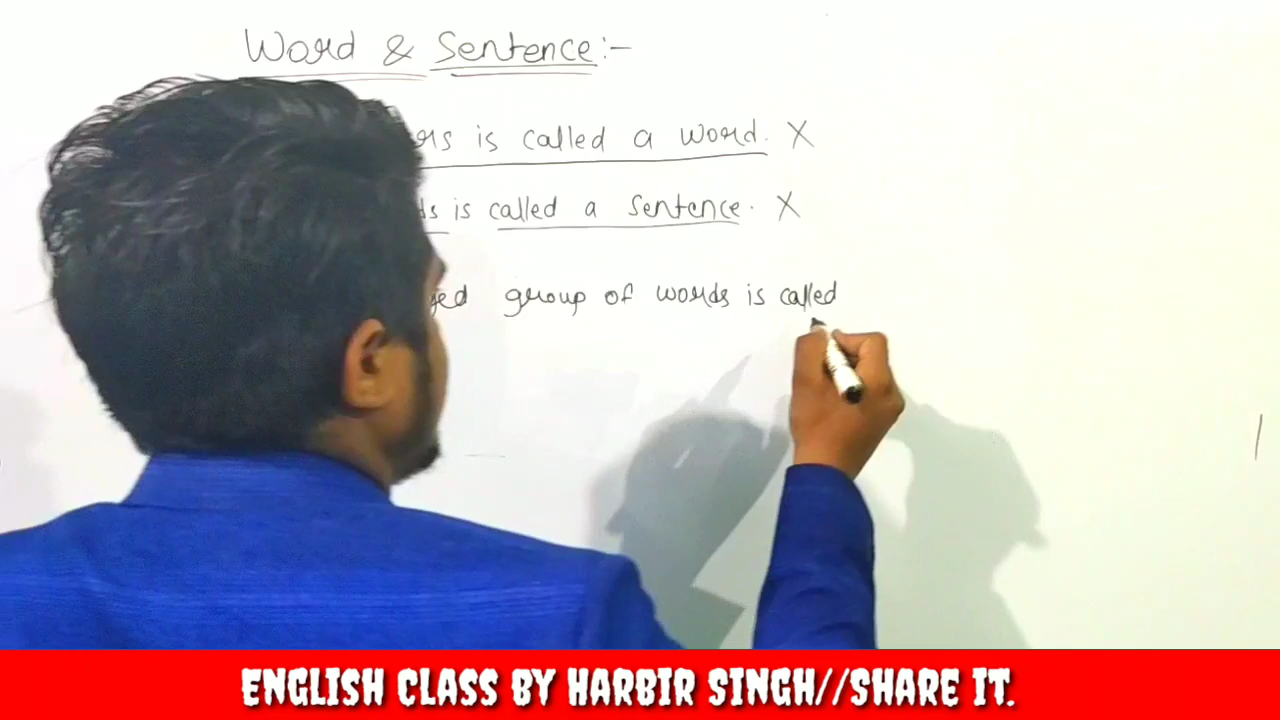 Word & Sentence:-
is called a word. X
is called a sentence. X
group of words is called
ENGLISH CLASS BY HARBIR SINGH//SHARE IT.